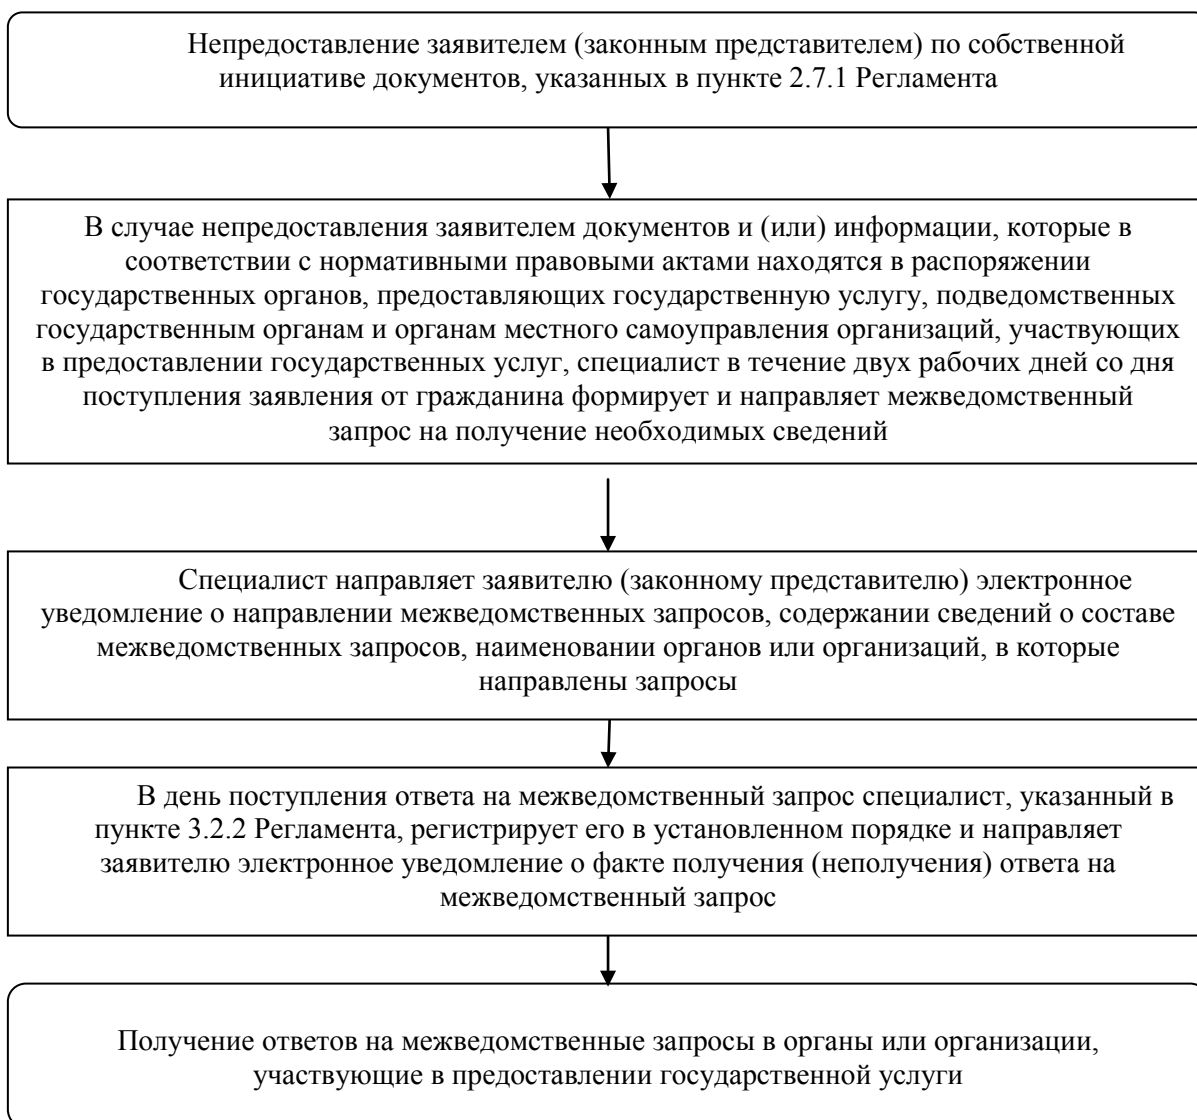 Непредоставление заявителем (законным представителем) по собственной
инициативе документов, указанных в пункте 2.7.1 Регламента
В случае непредоставления заявителем документов и (или) информации, которые в
соответствии с нормативными правовыми актами находятся в распоряжении
государственных органов, предоставляющих государственную услугу, подведомственных
государственным органам и органам местного самоуправления организаций, участвующих
в предоставлении государственных услуг, специалист в течение двух рабочих дней со дня
поступления заявления от гражданина формирует и направляет межведомственный
запрос на получение необходимых сведений
Специалист направляет заявителю (законному представителю) электронное
уведомление о направлении межведомственных запросов, содержании сведений о составе
межведомственных запросов, наименовании органов или организаций, в которые
направлены запросы
В день поступления ответа на межведомственный запрос специалист, указанный в
пункте 3.2.2 Регламента, регистрирует его в установленном порядке и направляет
заявителю электронное уведомление о факте получения (неполучения) ответа на
межведомственный запрос
Получение ответов на межведомственные запросы в органы или организации,
участвующие в предоставлении государственной услуги